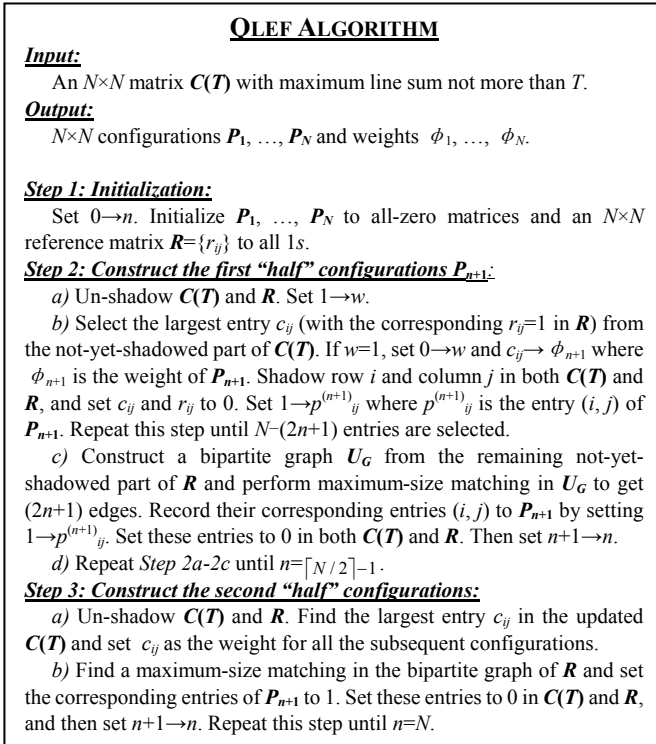 QLEF ALGORITHM
Input:
An N×N matrix C(T) with maximum line sum not more than T.
Output:
N×N configurations P1, …, PN and weights ϕ1, …, ϕN.
Step 1: Initialization:
Set 0→n. Initialize P1, …, PN to all-zero matrices and an N×N
reference matrix R={rij} to all 1s.
Step 2: Construct the first “half” configurations Pn+1:
a) Un-shadow C(T) and R. Set 1→w.
b) Select the largest entry cij (with the corresponding rij=1 in R) from
the not-yet-shadowed part of C(T). If w=1, set 0→w and cij→ ϕn+1 where
ϕn+1 is the weight of Pn+1. Shadow row i and column j in both C(T) and
R, and set cij and rij to 0. Set 1→p(n+1)ij where p(n+1)ij is the entry (i, j) of
Pn+1. Repeat this step until N−(2n+1) entries are selected.
c) Construct a bipartite graph UG from the remaining not-yet-
shadowed part of R and perform maximum-size matching in UG to get
(2n+1) edges. Record their corresponding entries (i, j) to Pn+1 by setting
1→p(n+1)ij. Set these entries to 0 in both C(T) and R. Then set n+1→n.
d) Repeat Step 2a-2c until n=⌈N/2⌉−1.
Step 3: Construct the second “half” configurations:
a) Un-shadow C(T) and R. Find the largest entry cij in the updated
C(T) and set cij as the weight for all the subsequent configurations.
b) Find a maximum-size matching in the bipartite graph of R and set
the corresponding entries of Pn+1 to 1. Set these entries to 0 in C(T) and R,
and then set n+1→n. Repeat this step until n=N.